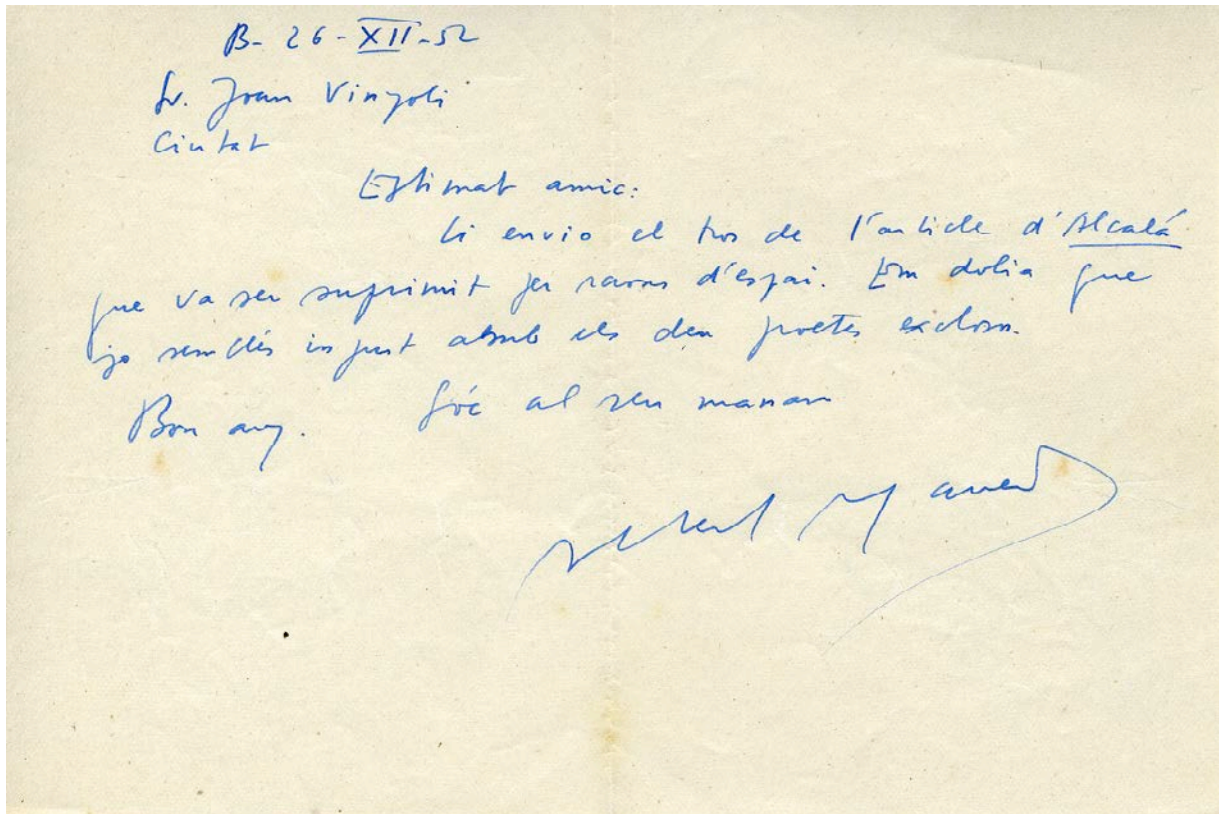 B- 26-XII-52
Sr. Joan Vinyoli
Ciutat
Estimat amic:
Li envio el tros de l'article d'Alcalá
que va ser suprimit per raons d'espai. Em dolia que
jo semblés injust amb els deu poetes exclosos.
Bon any. Sóc al seu manar
Albert Manent